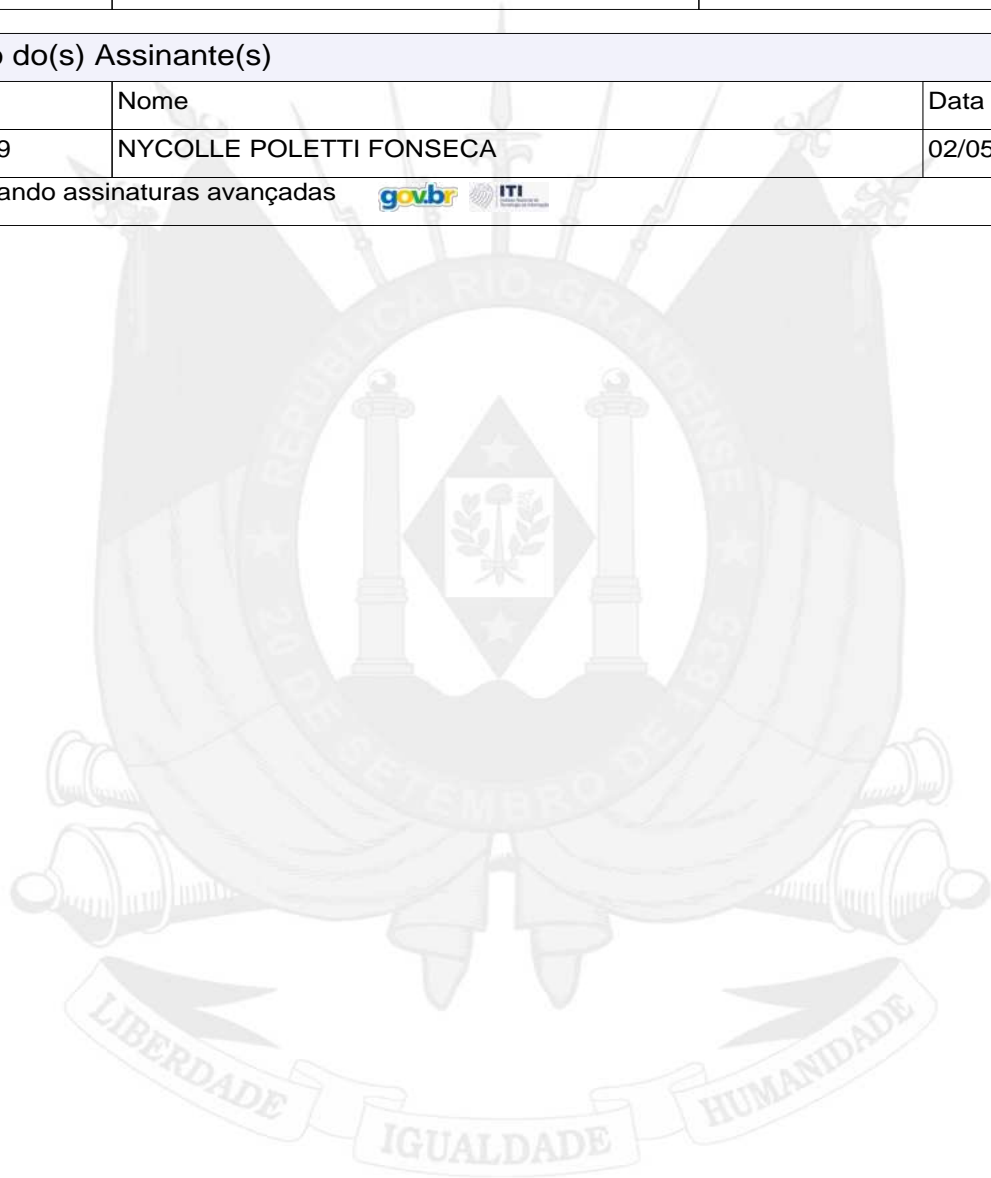 o do(s) Assinante(s)
Nome
Data
9
NYCOLLE POLETTI FONSECA
02/05
ando assinaturas avançadas
gov.br
ITI
REPUBLICA RIO-GRANDENSE
20 DE SETEMBRO DE 1835
LIBERDADE
IGUALDADE
HUMANIDADE